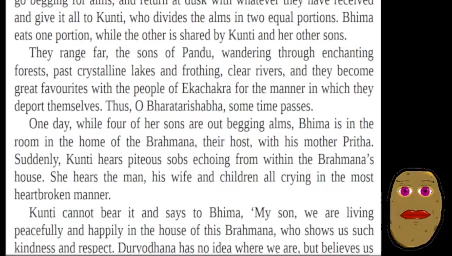 go begging for alms, and return at dusk with whatever they have received
and give it all to Kunti, who divides the alms in two equal portions. Bhima
eats one portion, while the other is shared by Kunti and her other sons.
They range far, the sons of Pandu, wandering through enchanting
forests, past crystalline lakes and frothing, clear rivers, and they become
great favourites with the people of Ekachakra for the manner in which they
deport themselves. Thus, O Bharatarishabha, some time passes.
One day, while four of her sons are out begging alms, Bhima is in the
room in the home of the Brahmana, their host, with his mother Pritha.
Suddenly, Kunti hears piteous sobs echoing from within the Brahmana's
house. She hears the man, his wife and children all crying in the most
heartbroken manner.
Kunti cannot bear it and says to Bhima, 'My son, we are living
peacefully and happily in the house of this Brahmana, who shows us such
kindness and respect. Duryodhana has no idea where we are, but believes us